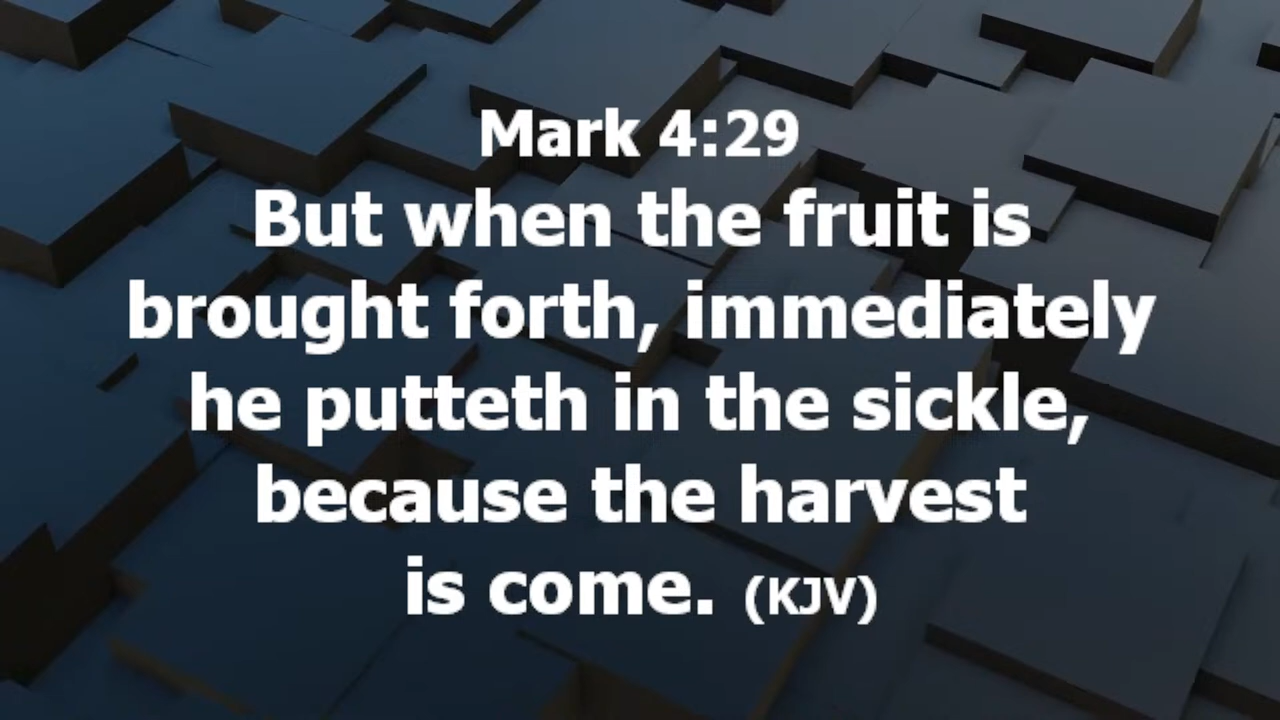 Mark 4:29
But when the fruit is
brought forth, immediately
he putteth in the sickle,
because the harvest
is come. (KJV)